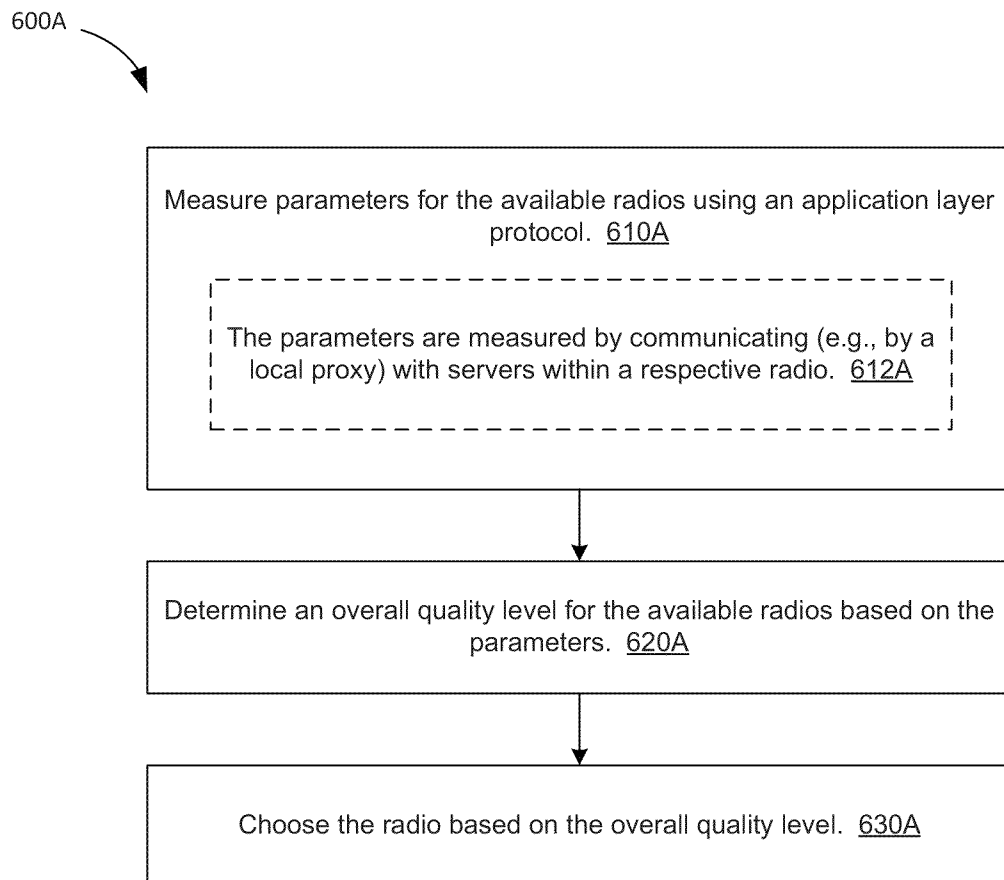 600A
Measure parameters for the available radios using an application layer
protocol. 610A
The parameters are measured by communicating (e.g., by a
local proxy) with servers within a respective radio. 612A
Determine an overall quality level for the available radios based on the
parameters. 620A
Choose the radio based on the overall quality level. 630A